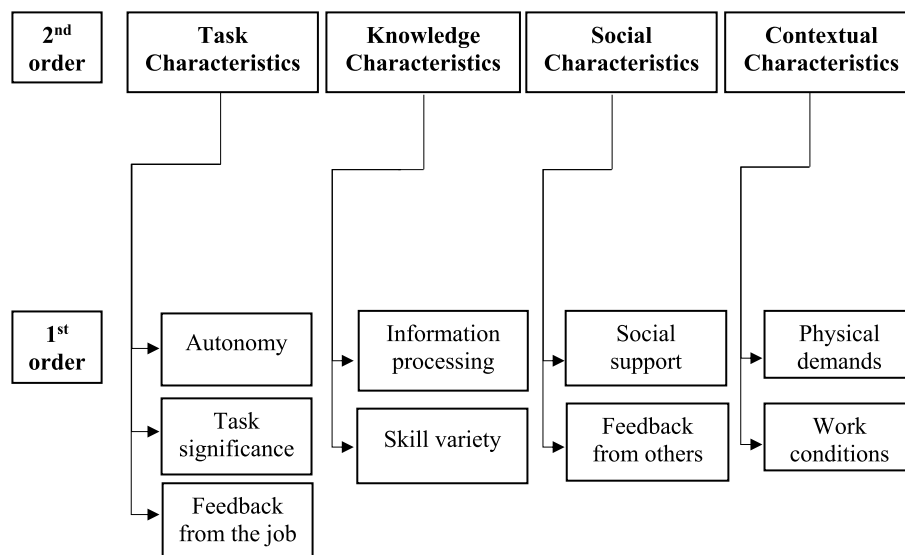 2nd
order
Task
Characteristics
Knowledge
Characteristics
Social
Characteristics
Contextual
Characteristics
1st
order
Autonomy
Task
significance
Feedback
from the job
Information
processing
Skill variety
Social
support
Feedback
from others
Physical
demands
Work
conditions